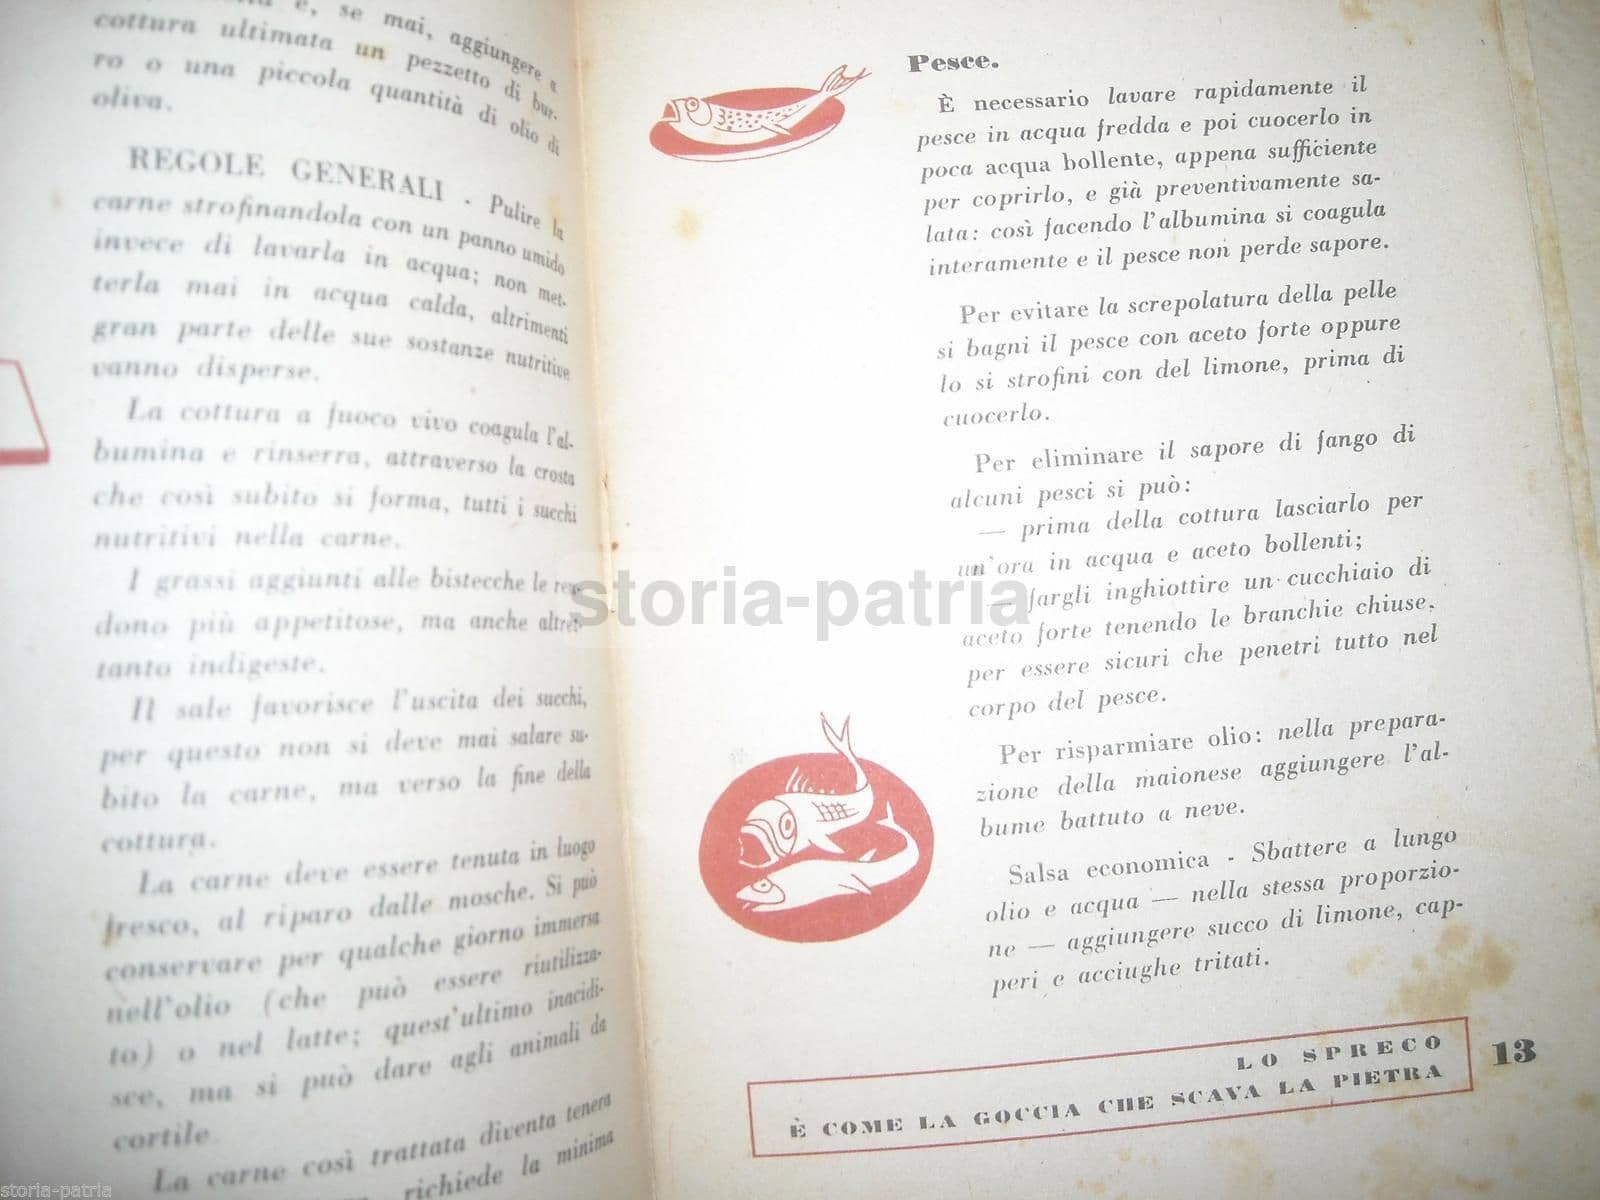 e, se mai, aggiungere a
cottura ultimata un pezzetto di bur-
ro o una piccola quantità di olio di
oliva.
REGOLE GENERALI - Pulire la
carne strofinandola con un panno umido
invece di lavarla in acqua; non met-
terla mai in acqua calda, altrimenti
gran parte delle sue sostanze nutritive
vanno disperse.
La cottura a fuoco vivo coagula l'al-
bumina e rinserra, attraverso la crosta
che così subito si forma, tutti i succhi
nutritivi nella carne.
I grassi aggiunti alle bistecche le ren-
dono più appetitose, ma anche altret-
tanto indigeste.
Il sale favorisce l'uscita dei succhi,
per questo non si deve mai salare su-
bito la carne, ma verso la fine della
cottura.
La carne deve essere tenuta in luogo
fresco, al riparo dalle mosche. Si può
conservare per qualche giorno immersa
nell'olio (che può essere riutilizza-
to) o nel latte; quest'ultimo inacidi-
sce, ma si può dare agli animali da
cortile
La carne così trattata diventa tenera
richiede la minima
Pesce.
È necessario lavare rapidamente il
pesce in acqua fredda e poi cuocerlo in
poca acqua bollente, appena sufficiente
per coprirlo, e già preventivamente sa-
lata: così facendo l'albumina si coagula
interamente e il pesce non perde sapore.
Per evitare la screpolatura della pelle
si bagni il pesce con aceto forte oppure
lo si strofini con del limone, prima di
cuocerlo.
Per eliminare il sapore di fango di
alcuni pesci si può:
— prima della cottura lasciarlo per
un'ora in acqua e aceto bollenti;
— fargli inghiottire un cucchiaio di
aceto forte tenendo le branchie chiuse,
per essere sicuri che penetri tutto nel
corpo del pesce.
Per risparmiare olio: nella prepara-
zione della maionese aggiungere l'al-
bume battuto a neve.
Salsa economica - Sbattere a lungo
olio e acqua — nella stessa proporzio-
ne — aggiungere succo di limone, cap-
peri e acciughe tritati.
LO SPRECO
È COME LA GOCCIA CHE SCAVA LA PIETRA
13
storia-patria
storia-patria